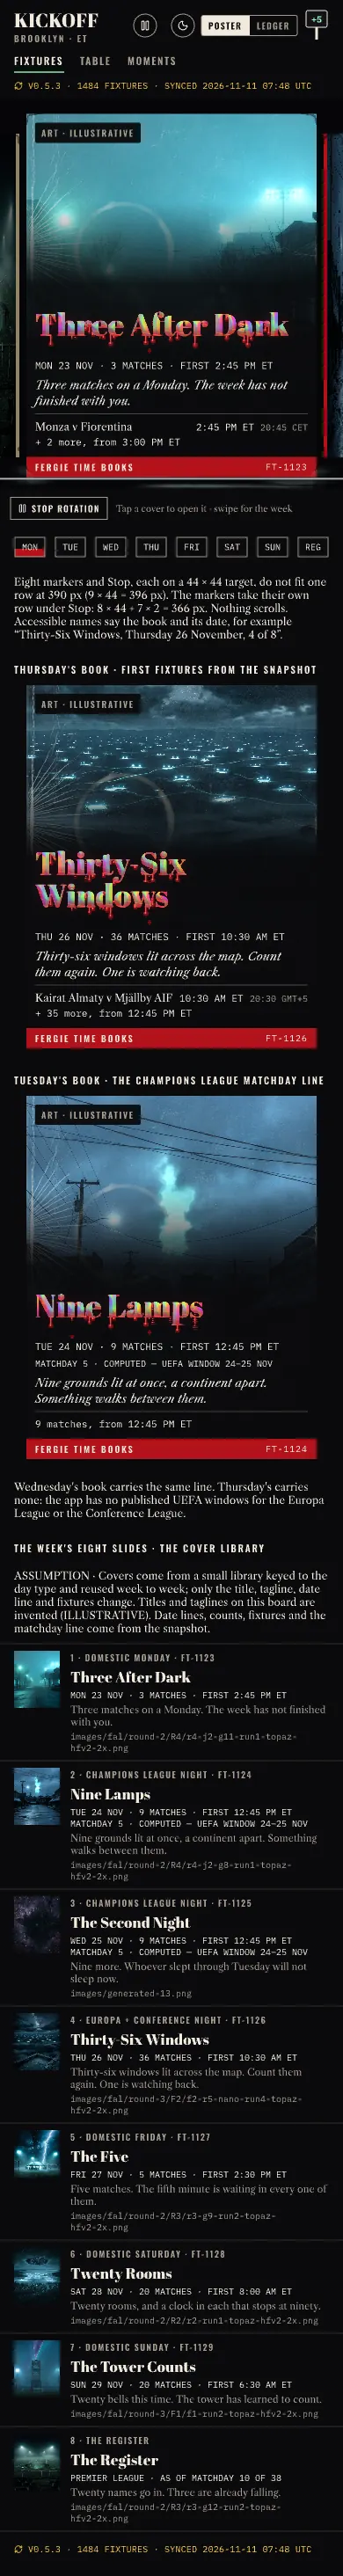 KICKOFF
BROOKLYN · ET
POSTER
LEDGER
+5
FIXTURES
TABLE
MOMENTS
V0.5.3 · 1484 FIXTURES · SYNCED 2026-11-11 07:48 UTC
ART · ILLUSTRATIVE
Three After Dark
MON 23 NOV · 3 MATCHES · FIRST 2:45 PM ET
Three matches on a Monday. The week has not
finished with you.
Monza v Fiorentina 2:45 PM ET 20:45 CET
+ 2 more, from 3:00 PM ET
FERGIE TIME BOOKS FT-1123
STOP ROTATION
Tap a cover to open it · swipe for the week
MON TUE WED THU FRI SAT SUN REG
Eight markers and Stop, each on a 44 × 44 target, do not fit one
row at 390 px (9 × 44 = 396 px). The markers take their own
row under Stop: 8 × 44 + 7 × 2 = 366 px. Nothing scrolls.
Accessible names say the book and its date, for example
“Thirty-Six Windows, Thursday 26 November, 4 of 8”.
THURSDAY'S BOOK · FIRST FIXTURES FROM THE SNAPSHOT
ART · ILLUSTRATIVE
Thirty-Six
Windows
THU 26 NOV · 36 MATCHES · FIRST 10:30 AM ET
Thirty-six windows lit across the map. Count
them again. One is watching back.
Kairat Almaty v Mjällby AIF 10:30 AM ET 20:30 GMT+5
+ 35 more, from 12:45 PM ET
FERGIE TIME BOOKS FT-1126
TUESDAY'S BOOK · THE CHAMPIONS LEAGUE MATCHDAY LINE
ART · ILLUSTRATIVE
Nine Lamps
TUE 24 NOV · 9 MATCHES · FIRST 12:45 PM ET
MATCHDAY 5 · COMPUTED — UEFA WINDOW 24–25 NOV
Nine grounds lit at once, a continent apart.
Something walks between them.
9 matches, from 12:45 PM ET
FERGIE TIME BOOKS FT-1124
Wednesday's book carries the same line. Thursday's carries
none: the app has no published UEFA windows for the Europa
League or the Conference League.
THE WEEK'S EIGHT SLIDES · THE COVER LIBRARY
ASSUMPTION · Covers come from a small library keyed to the
day type and reused week to week; only the title, tagline, date
line and fixtures change. Titles and taglines on this board are
invented (ILLUSTRATIVE). Date lines, counts, fixtures and the
matchday line come from the snapshot.
1 · DOMESTIC MONDAY · FT-1123
Three After Dark
MON 23 NOV · 3 MATCHES · FIRST 2:45 PM ET
Three matches on a Monday. The week has not finished
with you.
images/fal/round-2/R4/r4-j2-g11-run1-topaz-
hfv2-2x.png
2 · CHAMPIONS LEAGUE NIGHT · FT-1124
Nine Lamps
TUE 24 NOV · 9 MATCHES · FIRST 12:45 PM ET
MATCHDAY 5 · COMPUTED — UEFA WINDOW 24–25 NOV
Nine grounds lit at once, a continent apart. Something
walks between them.
images/fal/round-2/R4/r4-j2-g8-run1-topaz-
hfv2-2x.png
3 · CHAMPIONS LEAGUE NIGHT · FT-1125
The Second Night
WED 25 NOV · 9 MATCHES · FIRST 12:45 PM ET
MATCHDAY 5 · COMPUTED — UEFA WINDOW 24–25 NOV
Nine more. Whoever slept through Tuesday will not
sleep now.
images/generated-13.png
4 · EUROPA + CONFERENCE NIGHT · FT-1126
Thirty-Six Windows
THU 26 NOV · 36 MATCHES · FIRST 10:30 AM ET
Thirty-six windows lit across the map. Count them
again. One is watching back.
images/fal/round-3/F2/f2-r5-nano-run4-topaz-
hfv2-2x.png
5 · DOMESTIC FRIDAY · FT-1127
The Five
FRI 27 NOV · 5 MATCHES · FIRST 2:30 PM ET
Five matches. The fifth minute is waiting in every one of
them.
images/fal/round-2/R3/r3-g9-run2-topaz-
hfv2-2x.png
6 · DOMESTIC SATURDAY · FT-1128
Twenty Rooms
SAT 28 NOV · 20 MATCHES · FIRST 8:00 AM ET
Twenty rooms, and a clock in each that stops at ninety.
images/fal/round-2/R2/r2-run1-topaz-hfv2-2x.png
7 · DOMESTIC SUNDAY · FT-1129
The Tower Counts
SUN 29 NOV · 20 MATCHES · FIRST 6:30 AM ET
Twenty bells this time. The tower has learned to count.
images/fal/round-3/F1/f1-run2-topaz-hfv2-2x.png
8 · THE REGISTER
The Register
PREMIER LEAGUE · AS OF MATCHDAY 10 OF 38
Twenty names go in. Three are already falling.
images/fal/round-2/R3/r3-g12-run2-topaz-
hfv2-2x.png
V0.5.3 · 1484 FIXTURES · SYNCED 2026-11-11 07:48 UTC